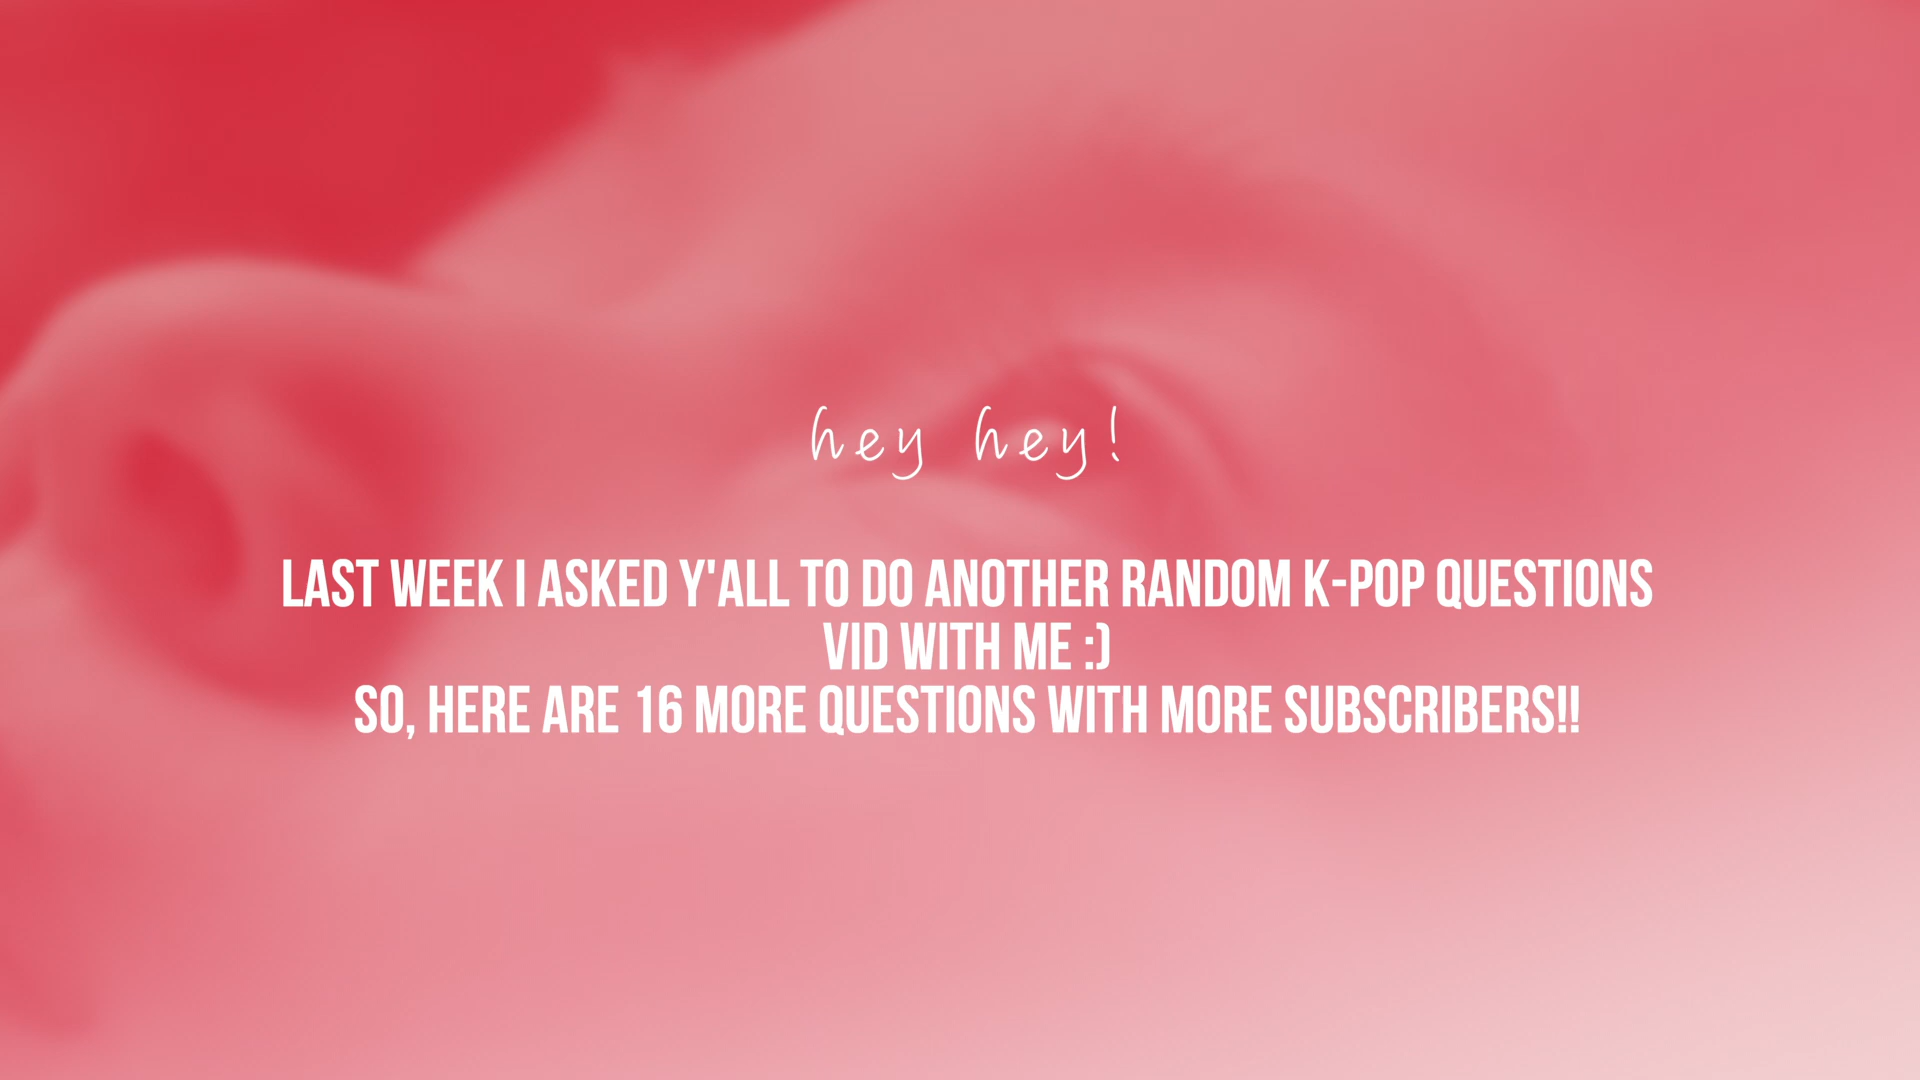 hey hey!
LAST WEEK I ASKED Y'ALL TO DO ANOTHER RANDOM K-POP QUESTIONS
VID WITH ME :)
SO, HERE ARE 16 MORE QUESTIONS WITH MORE SUBSCRIBERS!!